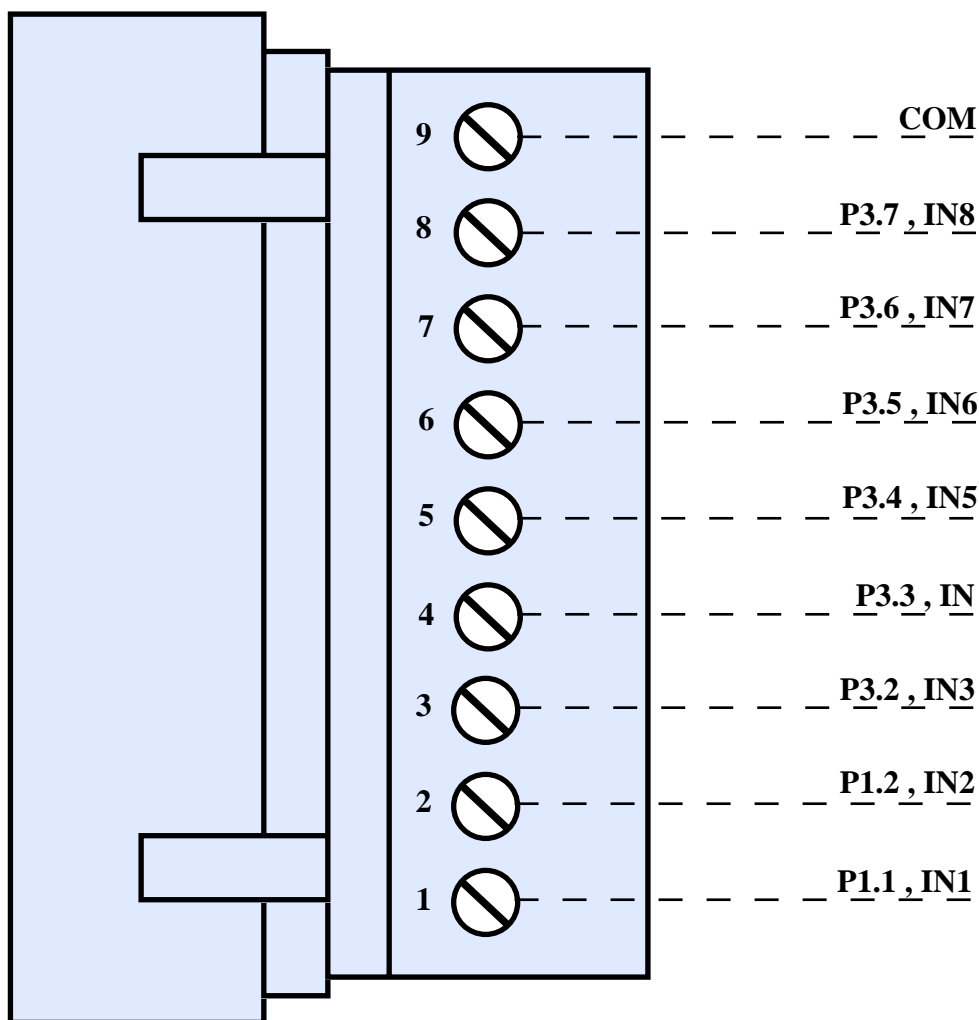 9 COM
8 P3.7 , IN8
7 P3.6 , IN7
6 P3.5 , IN6
5 P3.4 , IN5
4 P3.3 , IN
3 P3.2 , IN3
2 P1.2 , IN2
1 P1.1 , IN1